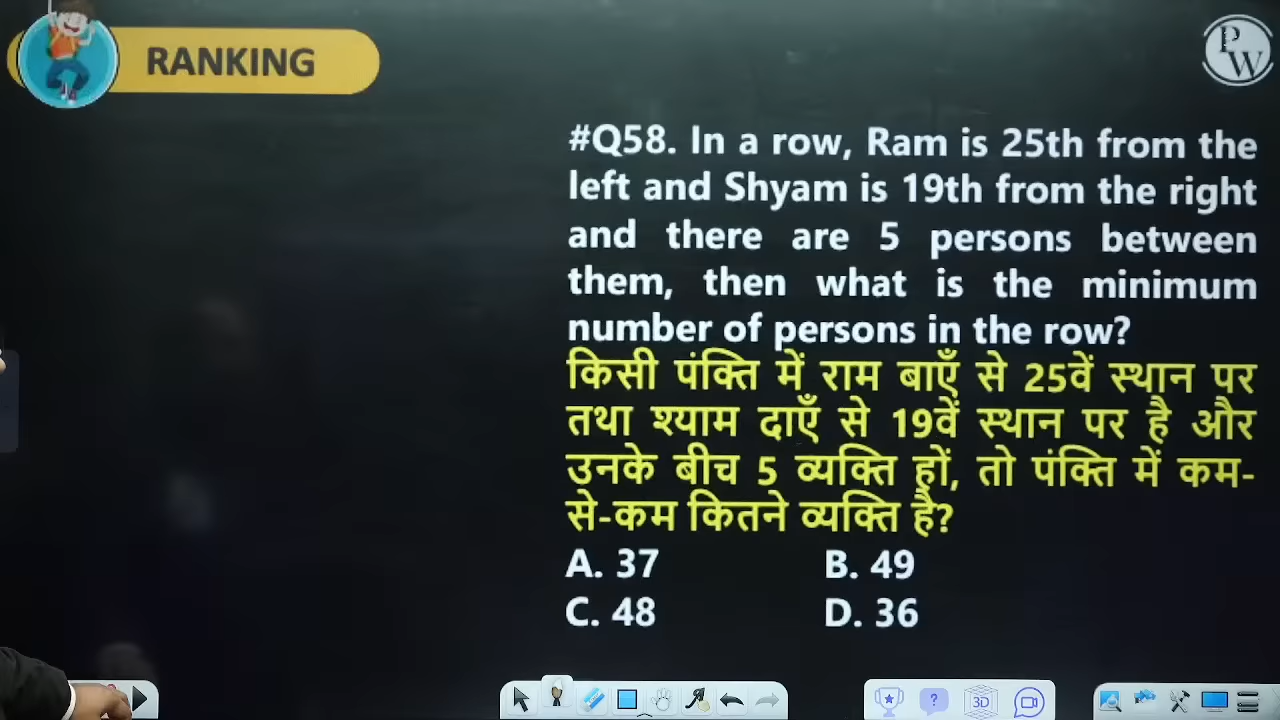 RANKING
PW
#Q58. In a row, Ram is 25th from the
left and Shyam is 19th from the right
and there are 5 persons between
them, then what is the minimum
number of persons in the row?
किसी पंक्ति में राम बाएँ से 25वें स्थान पर
तथा श्याम दाएँ से 19वें स्थान पर है और
उनके बीच 5 व्यक्ति हों, तो पंक्ति में कम-
से-कम कितने व्यक्ति है?
A. 37 B. 49
C. 48 D. 36
3D